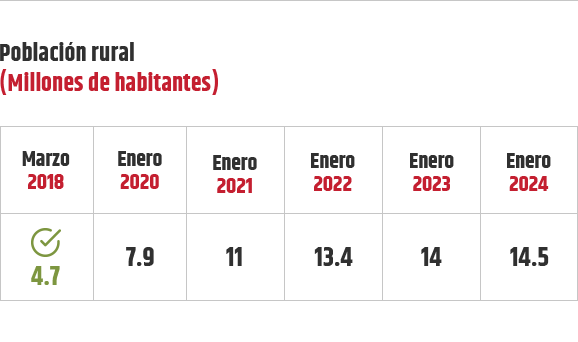 Población rural
(Millones de habitantes)
Marzo
2018
Enero
2020
Enero
2021
Enero
2022
Enero
2023
Enero
2024
4.7
7.9
11
13.4
14
14.5